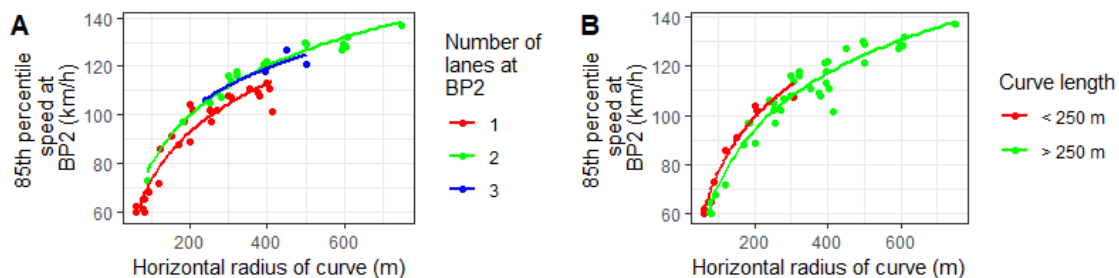 A
85th percentile
speed at
BP2 (km/h)
140
120
100
80
60
200
400
600
Horizontal radius of curve (m)
Number of
lanes at
BP2
1
2
3
B
85th percentile
speed at
BP2 (km/h)
140
120
100
80
60
200
400
600
Horizontal radius of curve (m)
Curve length
< 250 m
> 250 m